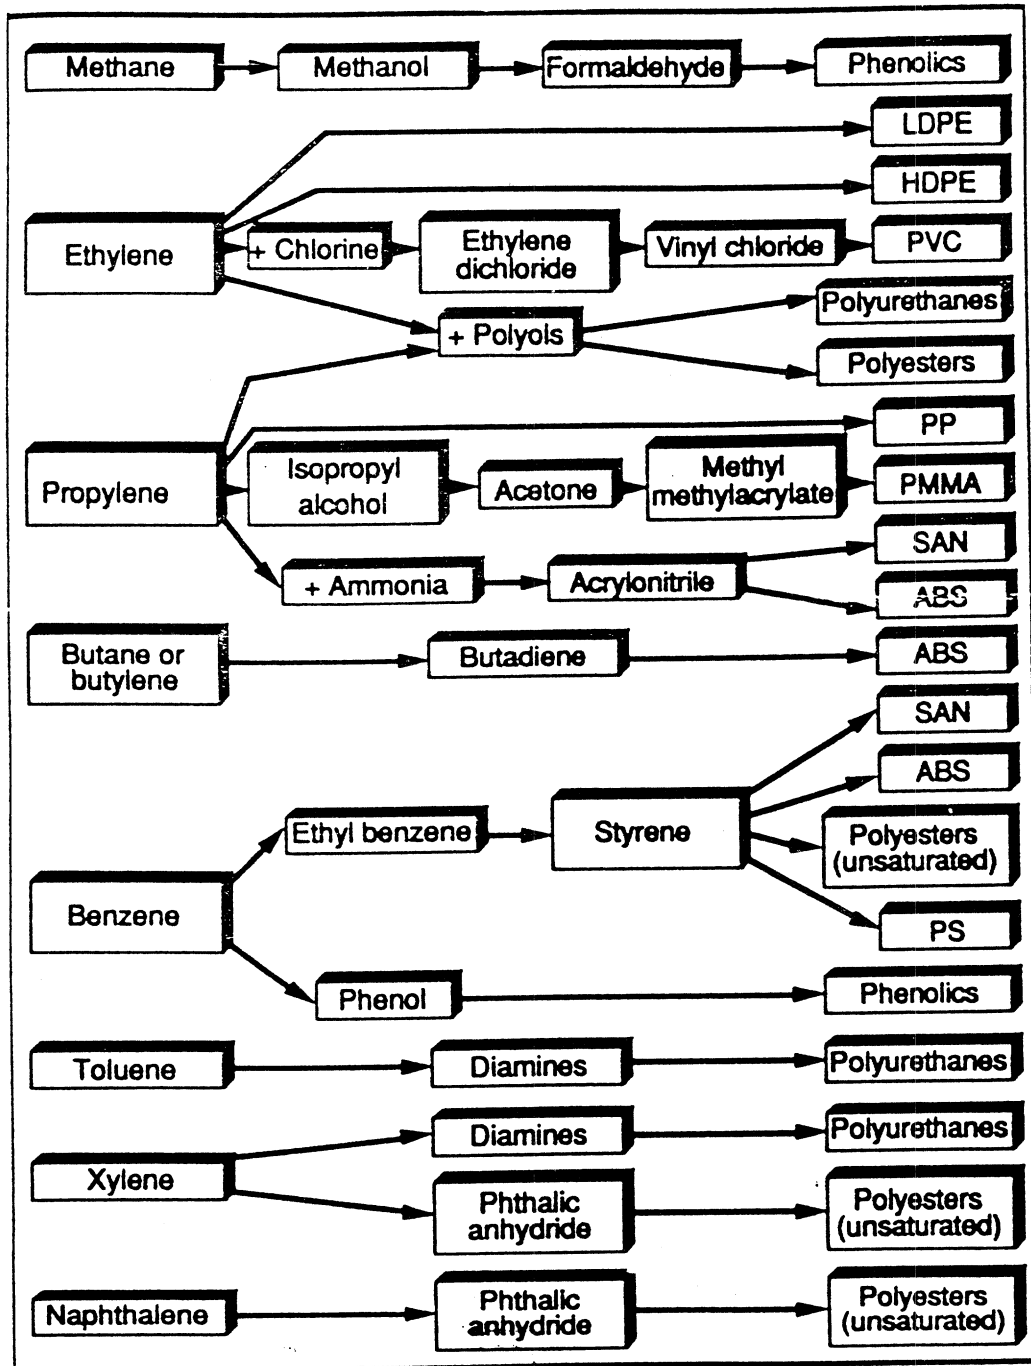 Methane
Methanol
Formaldehyde
Phenolics
LDPE
HDPE
Ethylene
+ Chlorine
Ethylene
dichloride
Vinyl chloride
PVC
+ Polyols
Polyurethanes
Polyesters
PP
Propylene
Isopropyl
alcohol
Acetone
Methyl
methylacrylate
PMMA
SAN
+ Ammonia
Acrylonitrile
ABS
Butane or
butylene
Butadiene
ABS
SAN
ABS
Ethyl benzene
Styrene
Polyesters
(unsaturated)
Benzene
PS
Phenol
Phenolics
Toluene
Diamines
Polyurethanes
Xylene
Diamines
Polyurethanes
Phthalic
anhydride
Polyesters
(unsaturated)
Naphthalene
Phthalic
anhydride
Polyesters
(unsaturated)